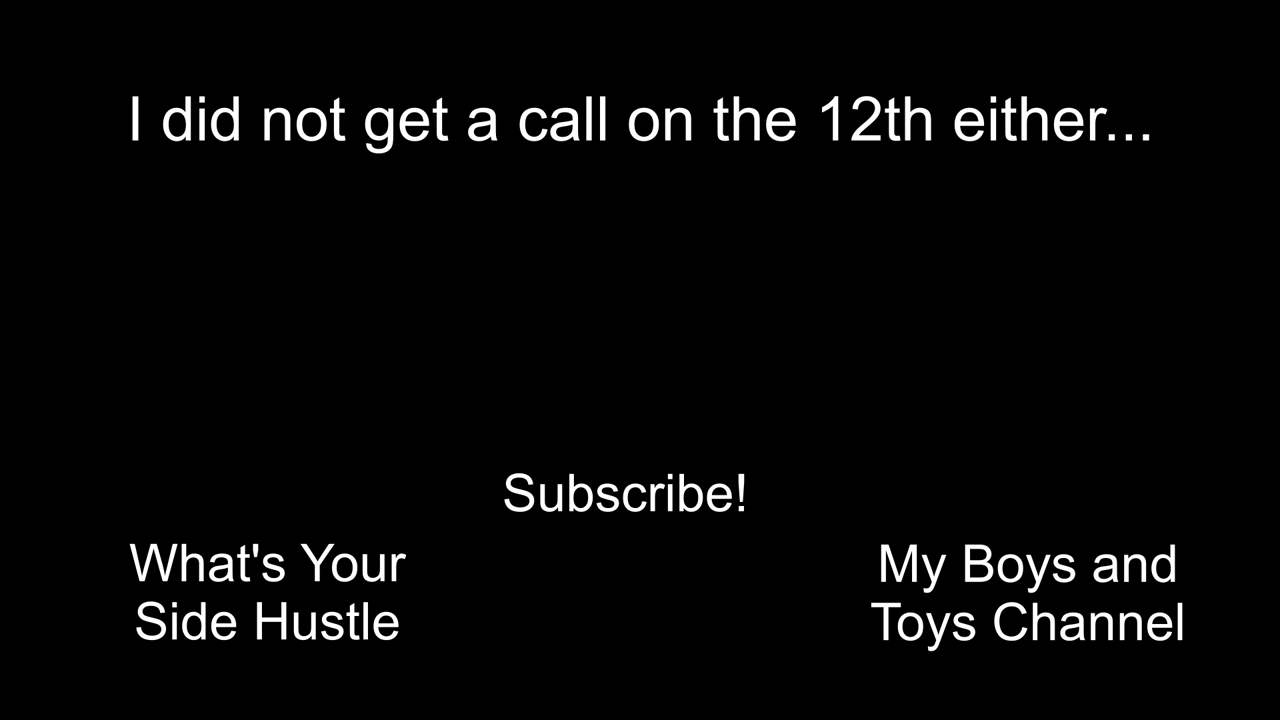 I did not get a call on the 12th either...
Subscribe!
What's Your
Side Hustle
My Boys and
Toys Channel